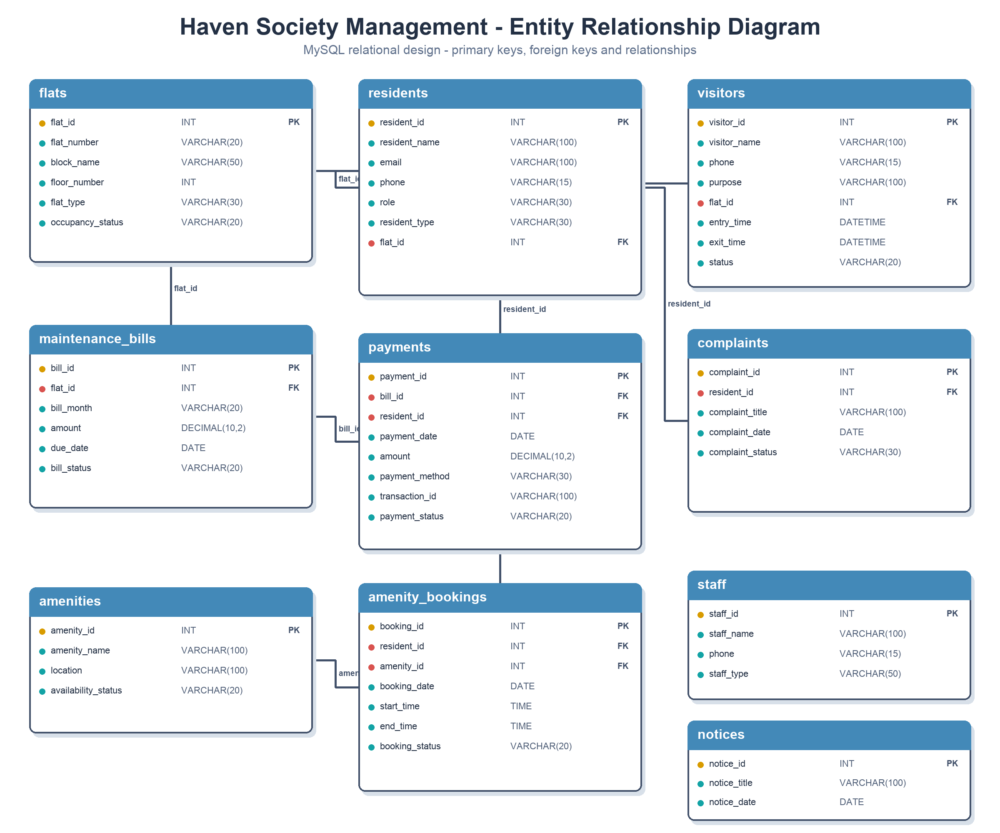 Haven Society Management - Entity Relationship Diagram
MySQL relational design - primary keys, foreign keys and relationships
flats
flat_id INT PK
flat_number VARCHAR(20)
block_name VARCHAR(50)
floor_number INT
flat_type VARCHAR(30)
occupancy_status VARCHAR(20)
residents
resident_id INT PK
resident_name VARCHAR(100)
email VARCHAR(100)
phone VARCHAR(15)
role VARCHAR(30)
resident_type VARCHAR(30)
flat_id INT FK
visitors
visitor_id INT PK
visitor_name VARCHAR(100)
phone VARCHAR(15)
purpose VARCHAR(100)
flat_id INT FK
entry_time DATETIME
exit_time DATETIME
status VARCHAR(20)
flat_id
flat_id
resident_id
resident_id
maintenance_bills
bill_id INT PK
flat_id INT FK
bill_month VARCHAR(20)
amount DECIMAL(10,2)
due_date DATE
bill_status VARCHAR(20)
bill_id
payments
payment_id INT PK
bill_id INT FK
resident_id INT FK
payment_date DATE
amount DECIMAL(10,2)
payment_method VARCHAR(30)
transaction_id VARCHAR(100)
payment_status VARCHAR(20)
complaints
complaint_id INT PK
resident_id INT FK
complaint_title VARCHAR(100)
complaint_date DATE
complaint_status VARCHAR(30)
amenities
amenity_id INT PK
amenity_name VARCHAR(100)
location VARCHAR(100)
availability_status VARCHAR(20)
amen
amenity_bookings
booking_id INT PK
resident_id INT FK
amenity_id INT FK
booking_date DATE
start_time TIME
end_time TIME
booking_status VARCHAR(20)
staff
staff_id INT PK
staff_name VARCHAR(100)
phone VARCHAR(15)
staff_type VARCHAR(50)
notices
notice_id INT PK
notice_title VARCHAR(100)
notice_date DATE